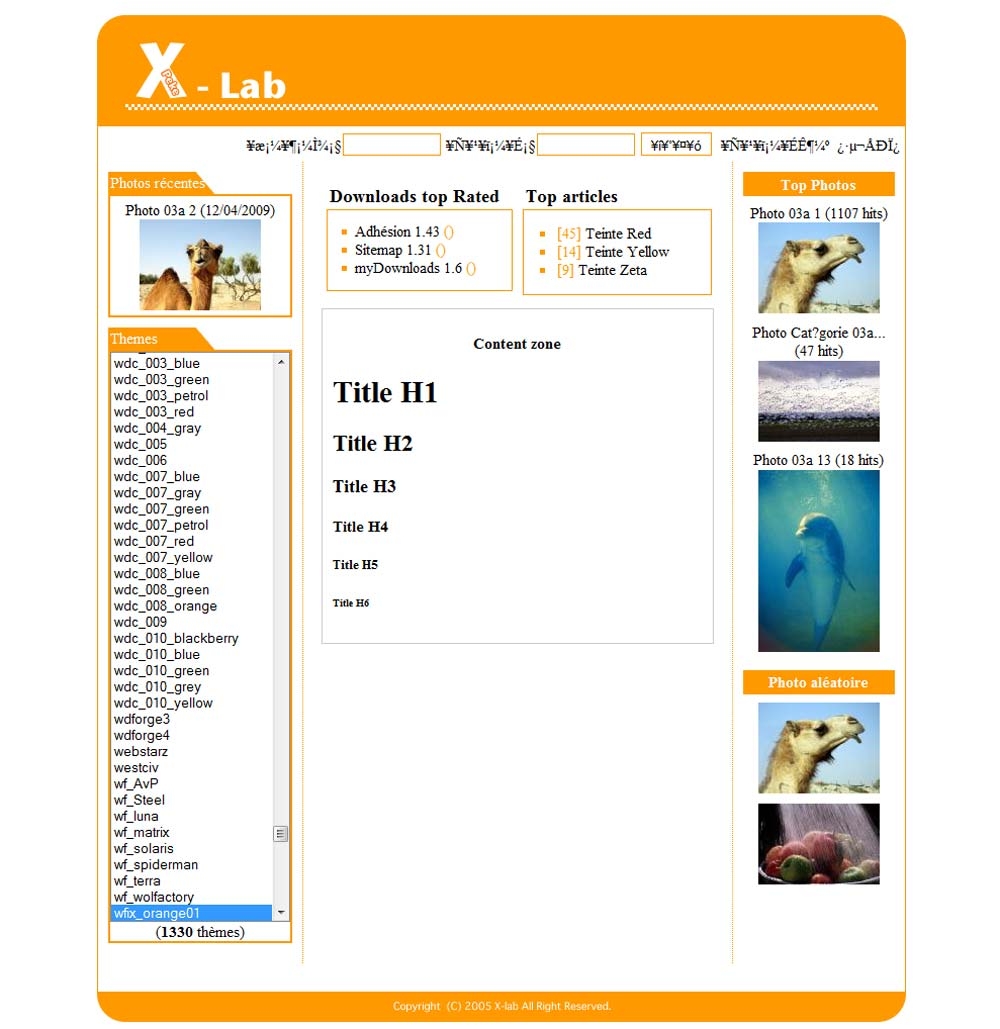 X Peke - Lab
¥æ¡¼¥¶¡¼Ì¾¡§ ¥Ñ¥¹¥ï¡¼¥É¡§ ¥í¥°¥¤¥ó ¥Ñ¥¹¥ï¡¼¥ÉÊ¶¼º ¿·µ¬ÅÐÏ¿
Photos récentes
Photo 03a 2 (12/04/2009)
Themes
wdc_003_blue
wdc_003_green
wdc_003_petrol
wdc_003_red
wdc_004_gray
wdc_005
wdc_006
wdc_007_blue
wdc_007_gray
wdc_007_green
wdc_007_petrol
wdc_007_red
wdc_007_yellow
wdc_008_blue
wdc_008_green
wdc_008_orange
wdc_009
wdc_010_blackberry
wdc_010_blue
wdc_010_green
wdc_010_grey
wdc_010_yellow
wdforge3
wdforge4
webstarz
westciv
wf_AvP
wf_Steel
wf_luna
wf_matrix
wf_solaris
wf_spiderman
wf_terra
wf_wolfactory
wfix_orange01
(1330 thèmes)
Downloads top Rated
Adhésion 1.43 ()
Sitemap 1.31 ()
myDownloads 1.6 ()
Top articles
[45] Teinte Red
[14] Teinte Yellow
[9] Teinte Zeta
Content zone
Title H1
Title H2
Title H3
Title H4
Title H5
Title H6
Top Photos
Photo 03a 1 (1107 hits)
Photo Cat?gorie 03a...
(47 hits)
Photo 03a 13 (18 hits)
Photo aléatoire
Copyright (C) 2005 X-lab All Right Reserved.